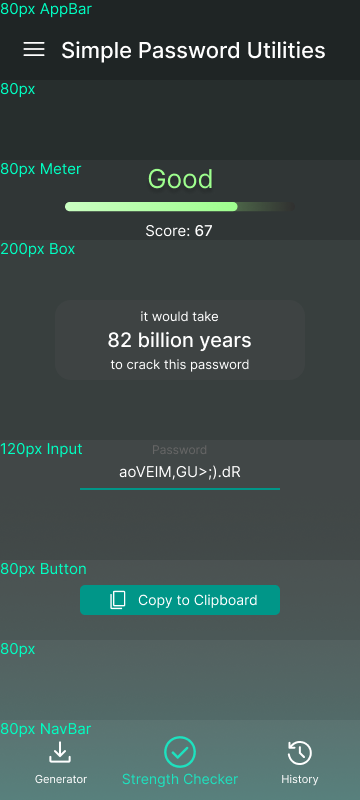 80px AppBar
Simple Password Utilities
80px
80px Meter
Good
Score: 67
200px Box
it would take
82 billion years
to crack this password
120px Input
Password
aoVEIM,GU>;).dR
80px Button
Copy to Clipboard
80px
80px NavBar
Generator
Strength Checker
History